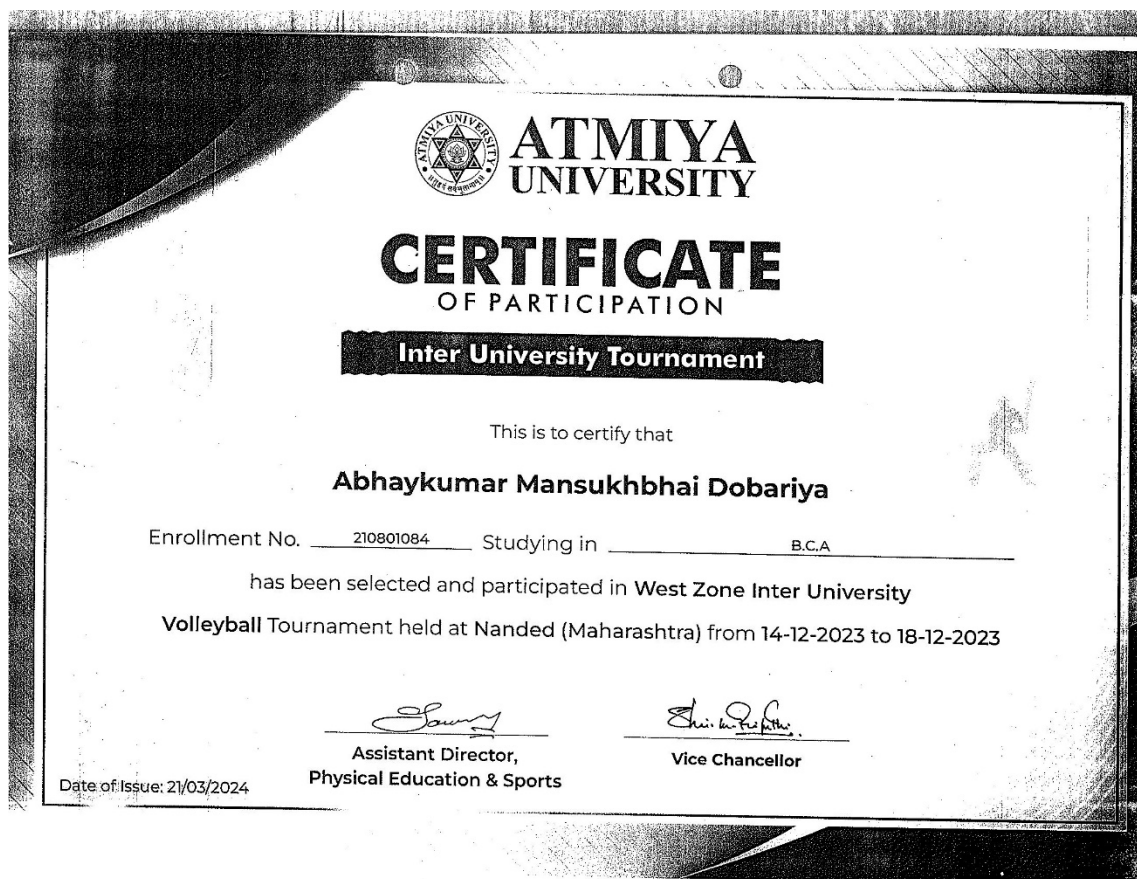 ATMIYA UNIVERSITY
ATMIYA
UNIVERSITY
CERTIFICATE
OF PARTICIPATION
Inter University Tournament
This is to certify that
Abhaykumar Mansukhbhai Dobariya
Enrollment No. 210801084 Studying in B.C.A
has been selected and participated in West Zone Inter University
Volleyball Tournament held at Nanded (Maharashtra) from 14-12-2023 to 18-12-2023
Assistant Director,
Physical Education & Sports
Vice Chancellor
Date of Issue: 21/03/2024